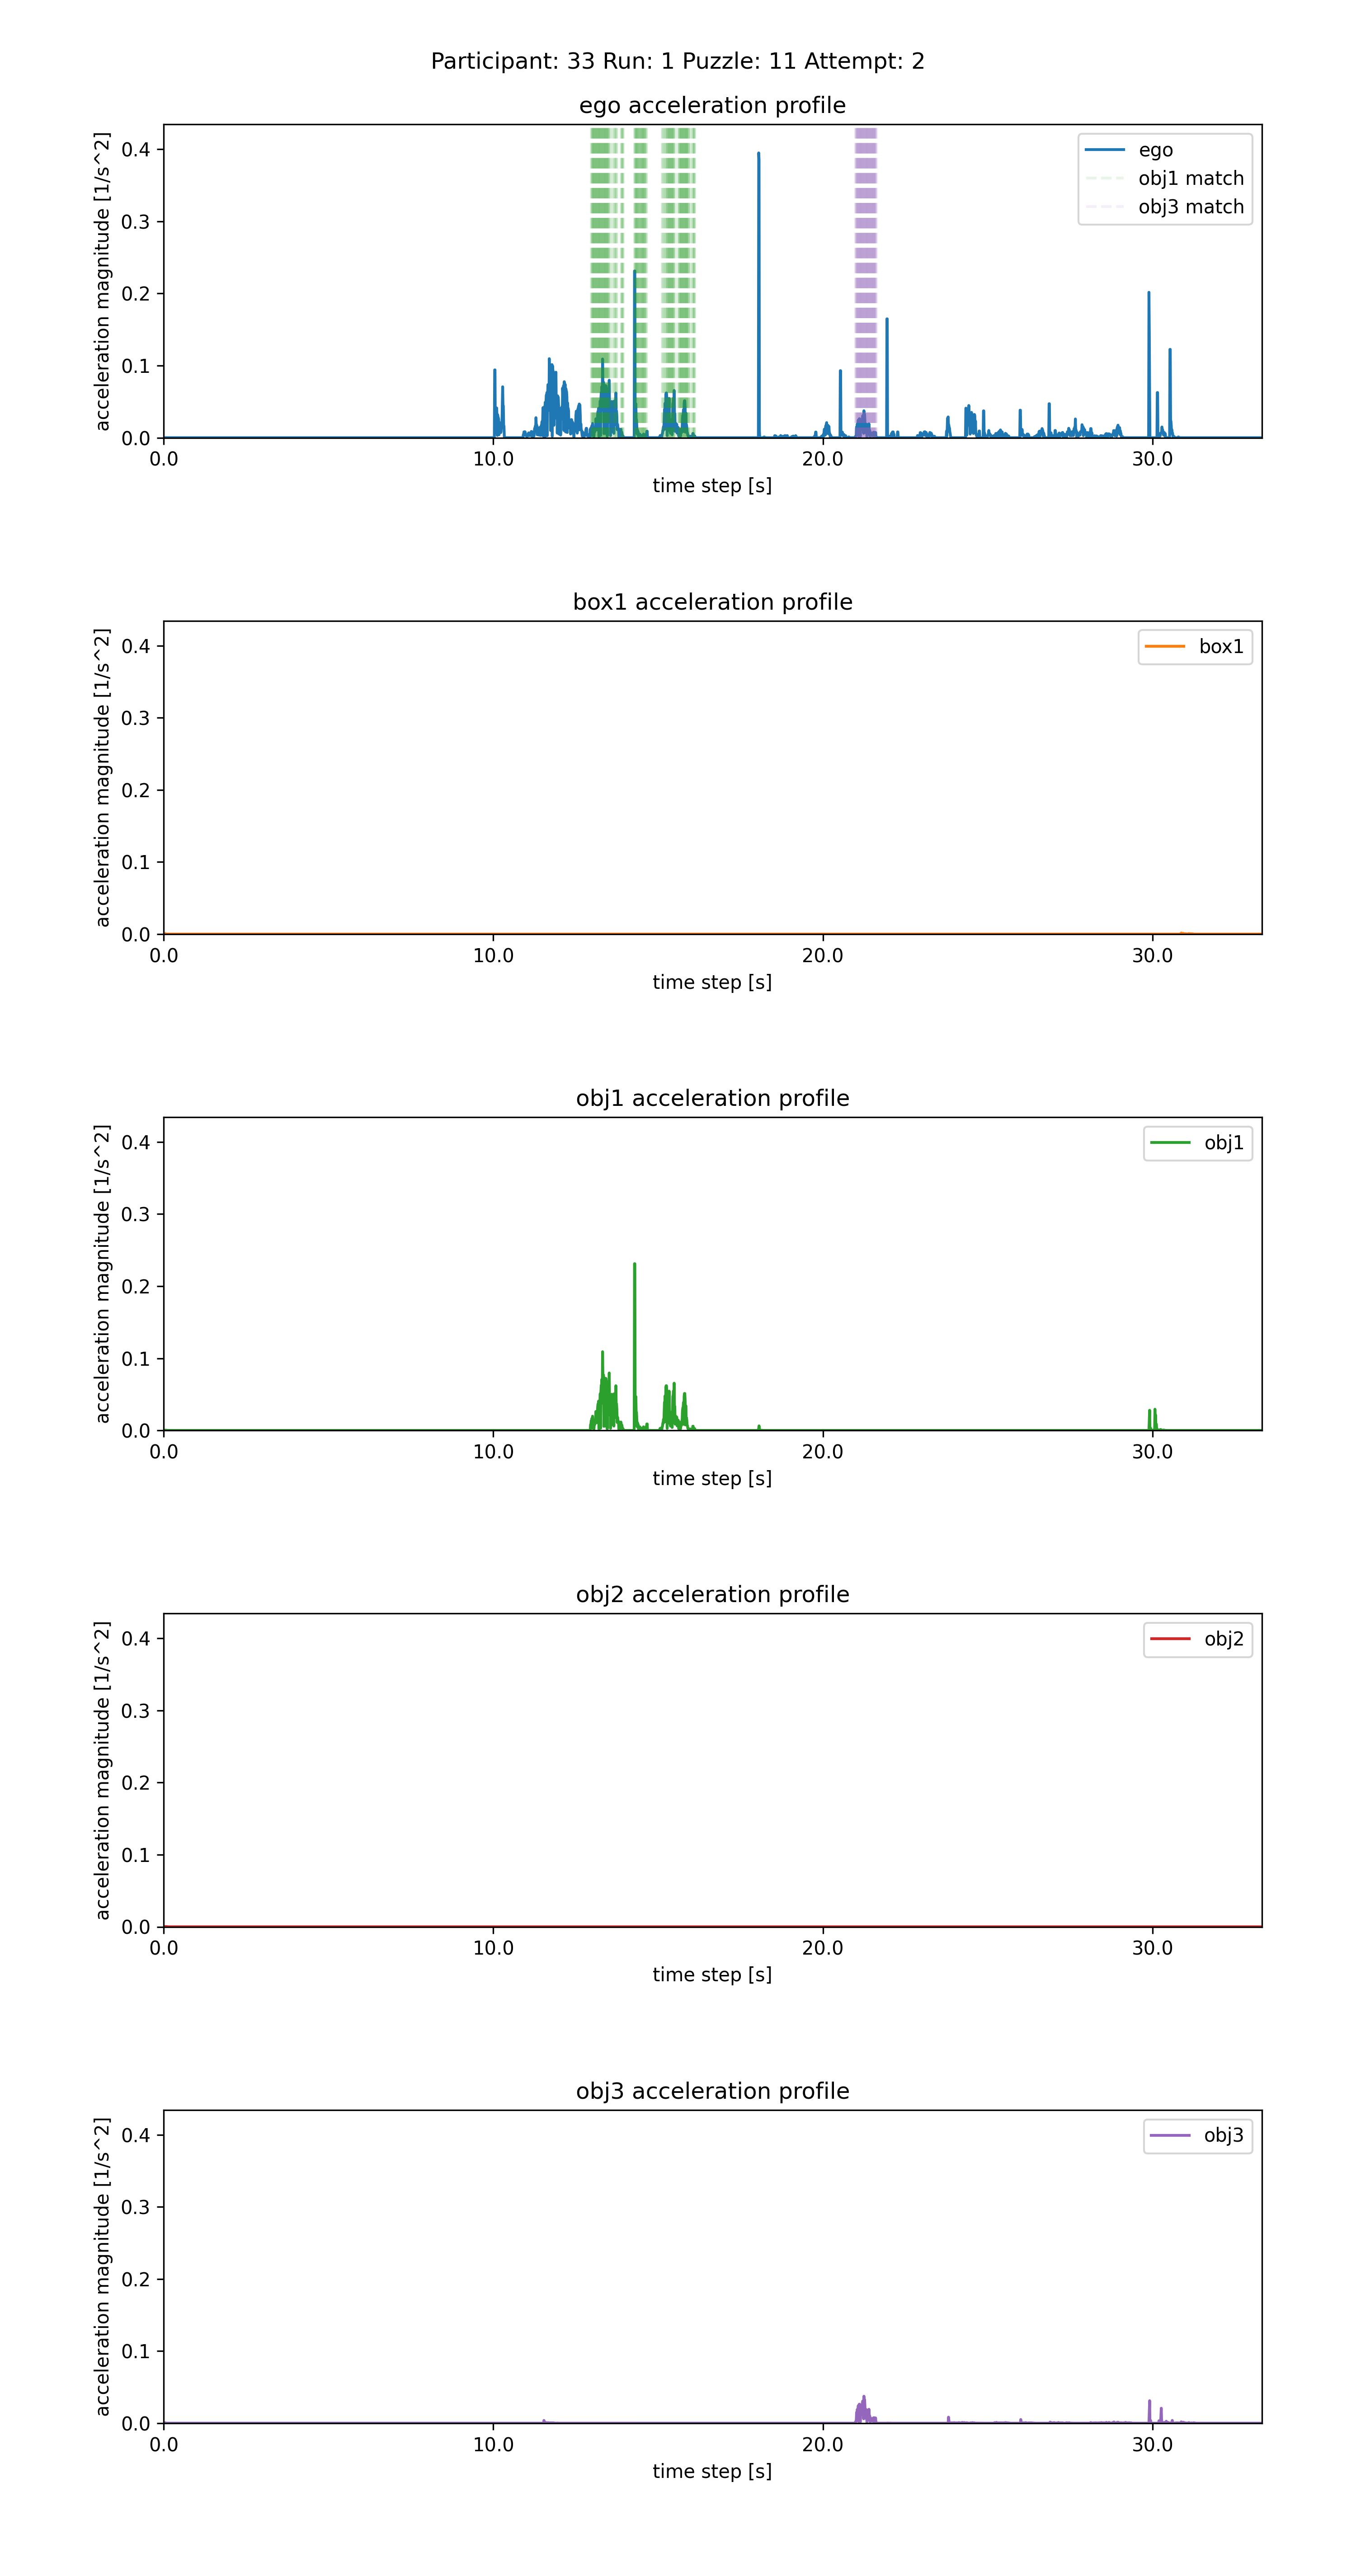 Participant: 33 Run: 1 Puzzle: 11 Attempt: 2
ego acceleration profile
acceleration magnitude [1/s^2]
0.4
0.3
0.2
0.1
0.0
ego
obj1 match
obj3 match
0.0 10.0 20.0 30.0
time step [s]
box1 acceleration profile
acceleration magnitude [1/s^2]
0.4
0.3
0.2
0.1
0.0
box1
0.0 10.0 20.0 30.0
time step [s]
obj1 acceleration profile
acceleration magnitude [1/s^2]
0.4
0.3
0.2
0.1
0.0
obj1
0.0 10.0 20.0 30.0
time step [s]
obj2 acceleration profile
acceleration magnitude [1/s^2]
0.4
0.3
0.2
0.1
0.0
obj2
0.0 10.0 20.0 30.0
time step [s]
obj3 acceleration profile
acceleration magnitude [1/s^2]
0.4
0.3
0.2
0.1
0.0
obj3
0.0 10.0 20.0 30.0
time step [s]